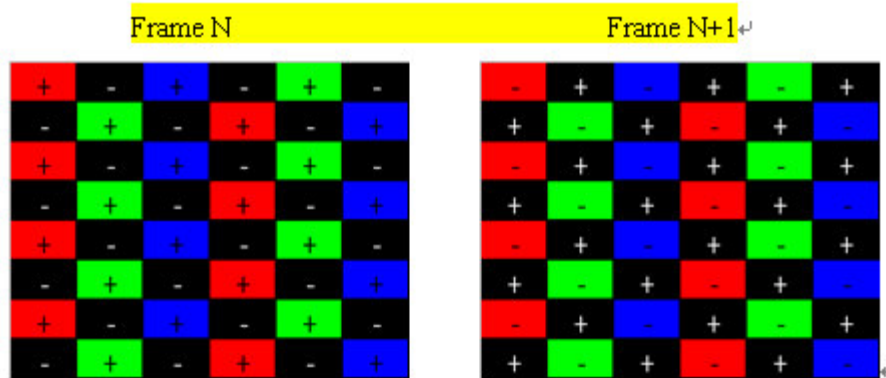 Frame N Frame N+1
+ - + - + -
- + - + - +
+ - + - + -
- + - + - +
+ - + - + -
- + - + - +
+ - + - + -
- + - + - +
- + - + - +
+ - + - + -
- + - + - +
+ - + - + -
- + - + - +
+ - + - + -
- + - + - +
+ - + - + -